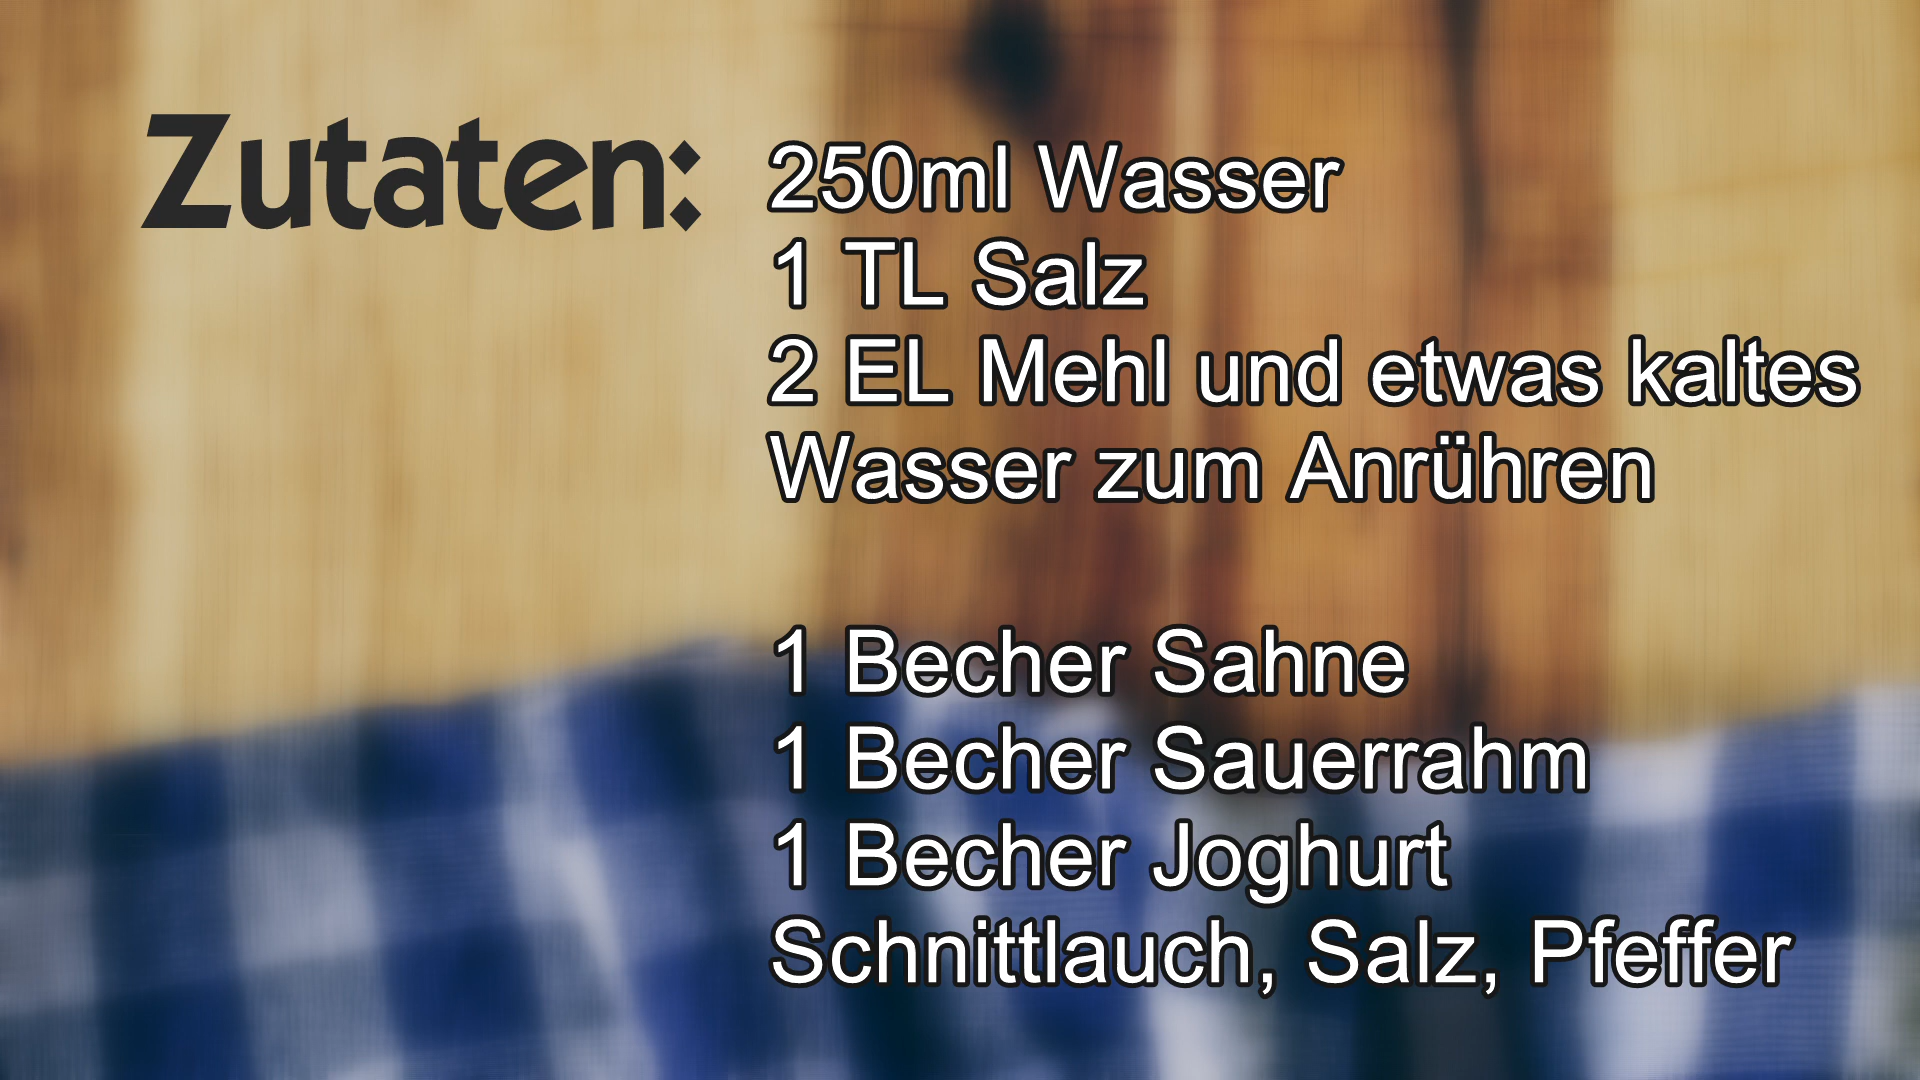 Zutaten:
250ml Wasser
1 TL Salz
2 EL Mehl und etwas kaltes
Wasser zum Anrühren
1 Becher Sahne
1 Becher Sauerrahm
1 Becher Joghurt
Schnittlauch, Salz, Pfeffer